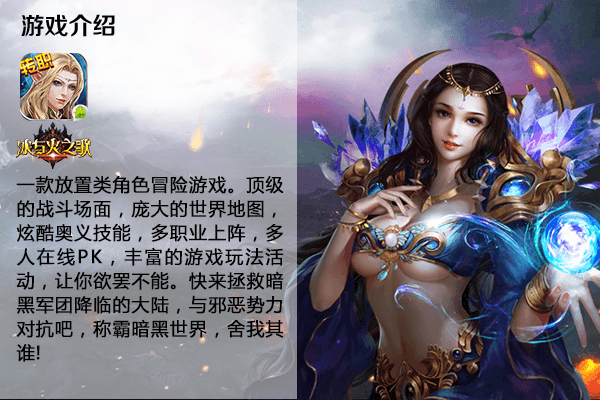 游戏介绍
转职
冰与火之歌
一款放置类角色冒险游戏。顶级
的战斗场面，庞大的世界地图，
炫酷奥义技能，多职业上阵，多
人在线PK，丰富的游戏玩法活
动，让你欲罢不能。快来拯救暗
黑军团降临的大陆，与邪恶势力
对抗吧，称霸暗黑世界，舍我其
谁!